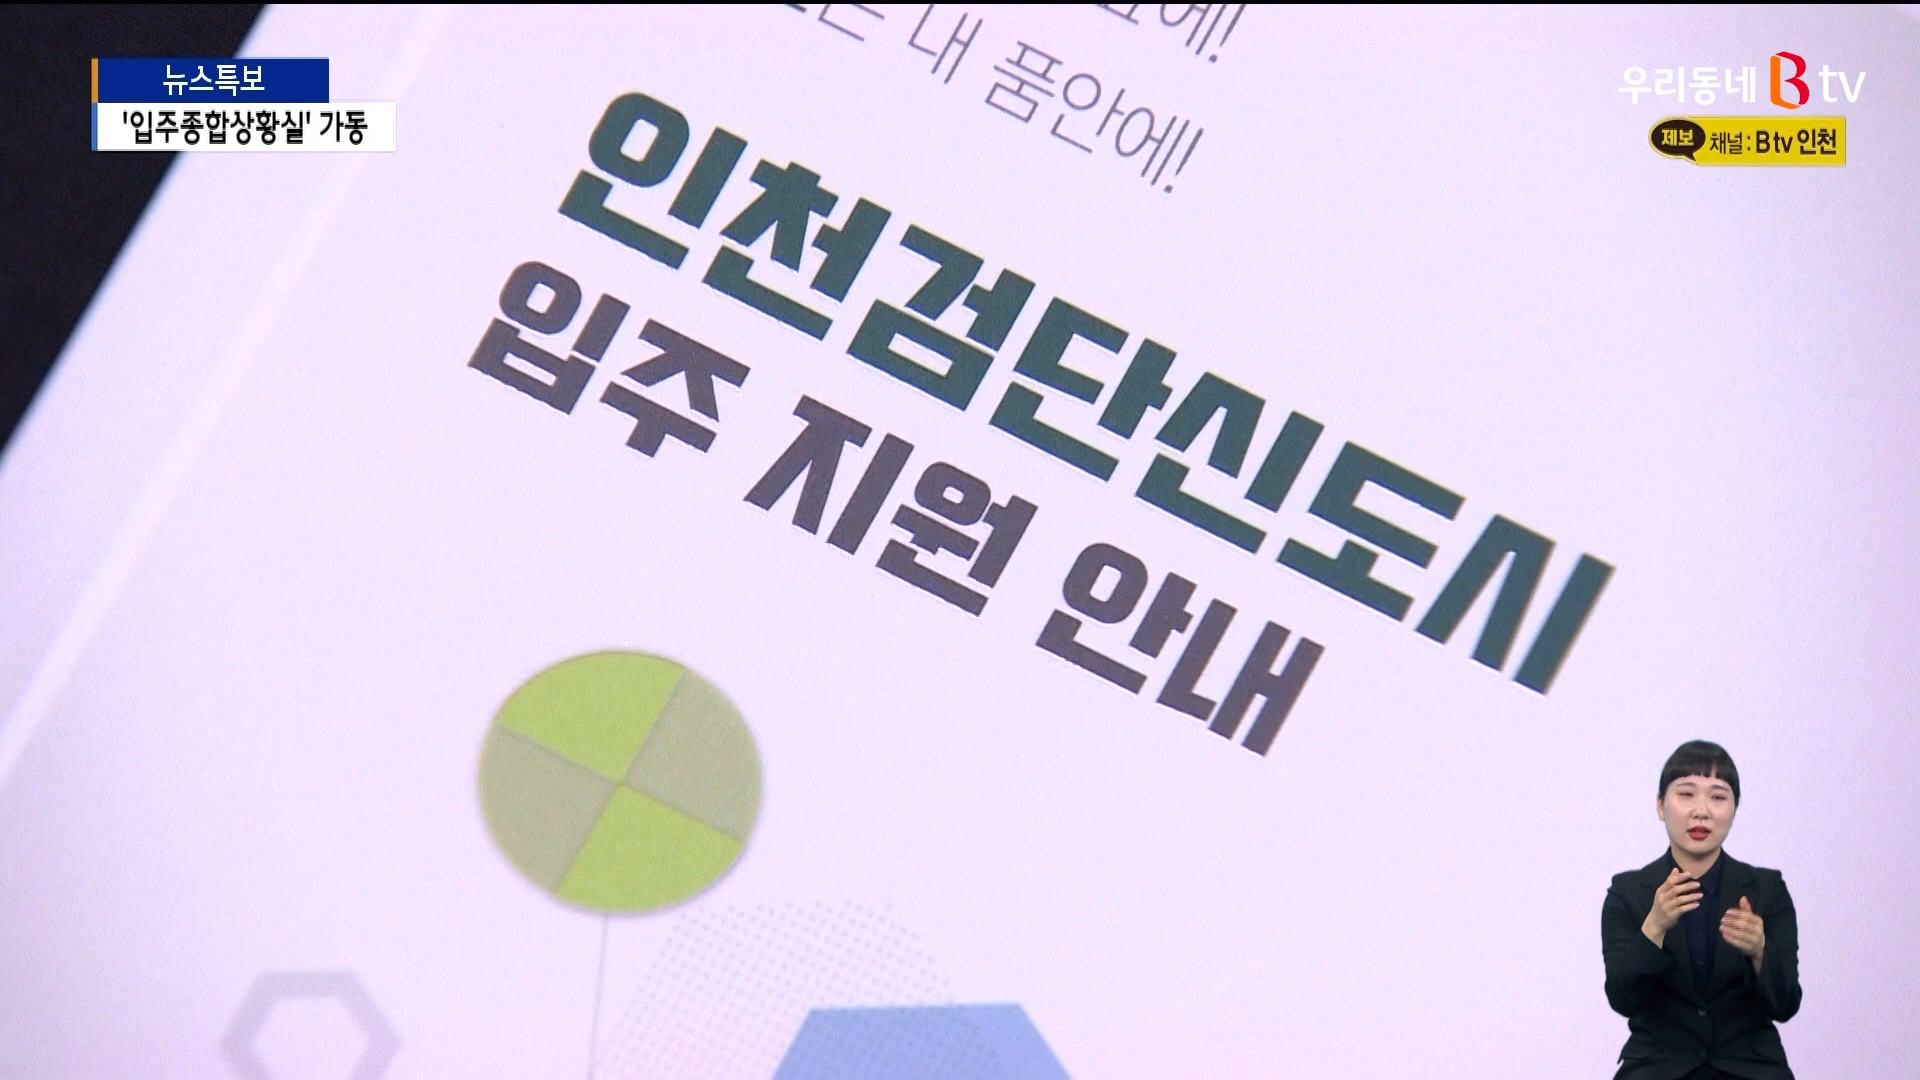 뉴스특보
'입주종합상황실' 가동
우리동네 B tv
제보 채널 : B tv 인천
내 품안에!
인천검단신도시
입주 지원 안내